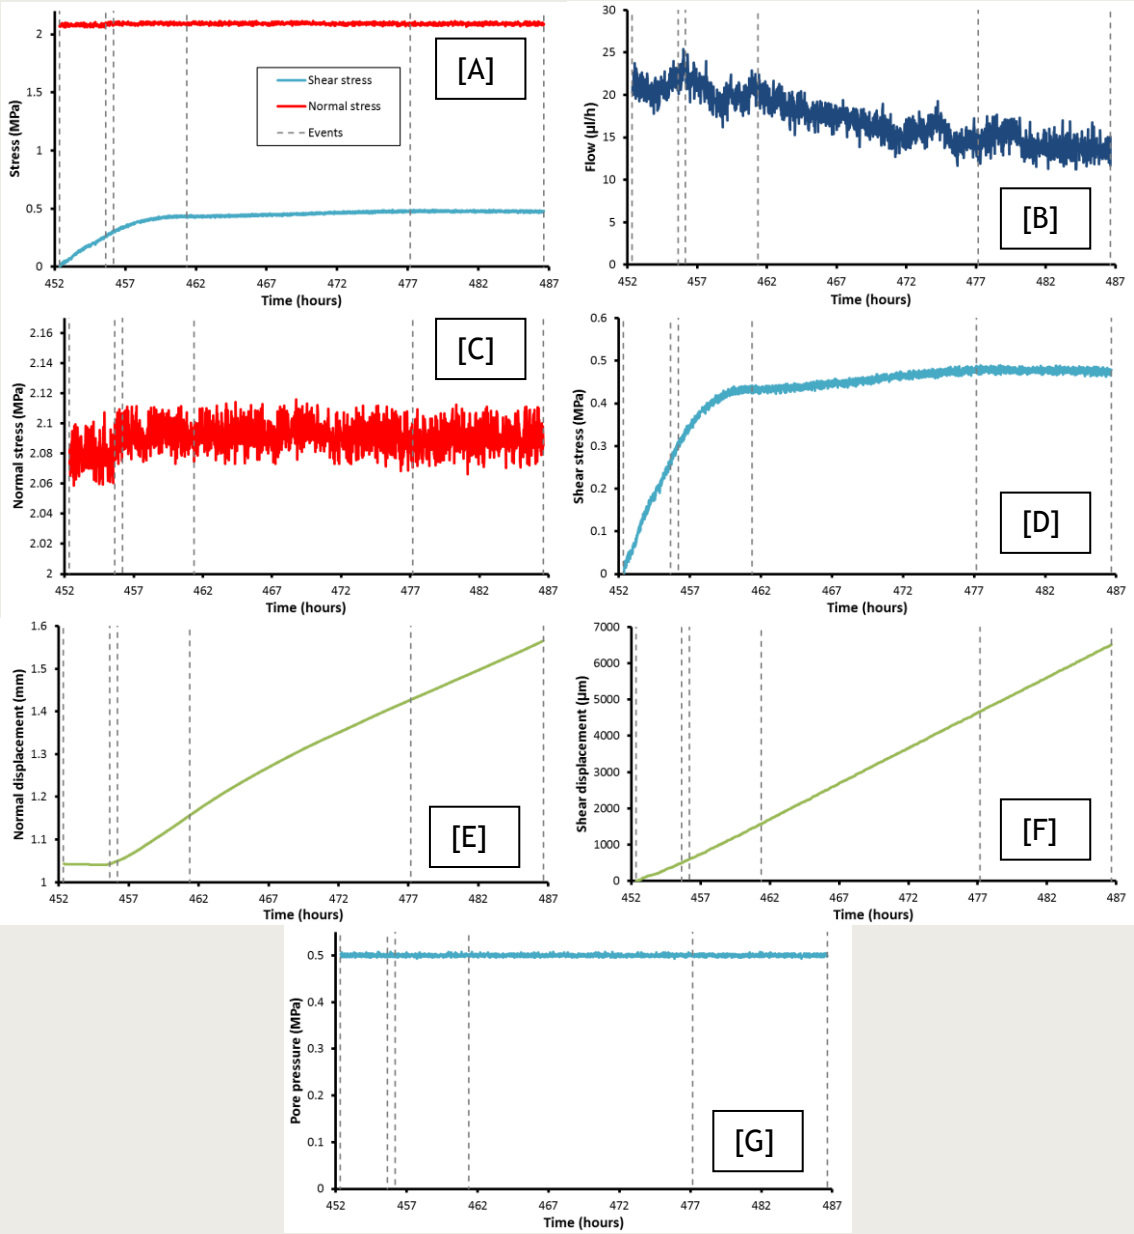 [A]
Stress (MPa)
2
1.5
1
0.5
0
Shear stress
Normal stress
Events
452 457 462 467 472 477 482 487
Time (hours)
[B]
Flow (µl/h)
30
25
20
15
10
5
0
452 457 462 467 472 477 482 487
Time (hours)
[C]
Normal stress (MPa)
2.16
2.14
2.12
2.1
2.08
2.06
2.04
2.02
2
452 457 462 467 472 477 482 487
Time (hours)
[D]
Shear stress (MPa)
0.6
0.5
0.4
0.3
0.2
0.1
0
452 457 462 467 472 477 482 487
Time (hours)
[E]
Normal displacement (mm)
1.6
1.5
1.4
1.3
1.2
1.1
1
452 457 462 467 472 477 482 487
Time (hours)
[F]
Shear displacement (µm)
7000
6000
5000
4000
3000
2000
1000
0
452 457 462 467 472 477 482 487
Time (hours)
[G]
Pore pressure (MPa)
0.5
0.4
0.3
0.2
0.1
0
452 457 462 467 472 477 482 487
Time (hours)